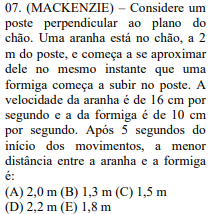 07. (MACKENZIE) – Considere um
poste perpendicular ao plano do
chão. Uma aranha está no chão, a 2
m do poste, e começa a se aproximar
dele no mesmo instante que uma
formiga começa a subir no poste. A
velocidade da aranha é de 16 cm por
segundo e a da formiga é de 10 cm
por segundo. Após 5 segundos do
início dos movimentos, a menor
distância entre a aranha e a formiga
é:
(A) 2,0 m (B) 1,3 m (C) 1,5 m
(D) 2,2 m (E) 1,8 m